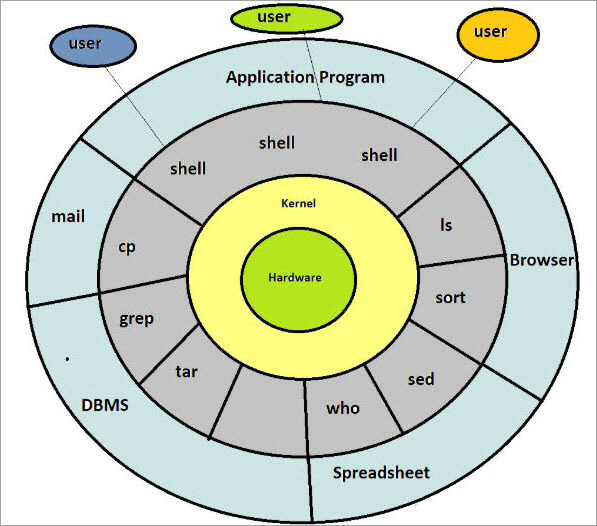 user
user
user
Application Program
shell
shell
shell
mail
Kernel
cp
ls
Browser
Hardware
grep
sort
tar
sed
DBMS
who
Spreadsheet